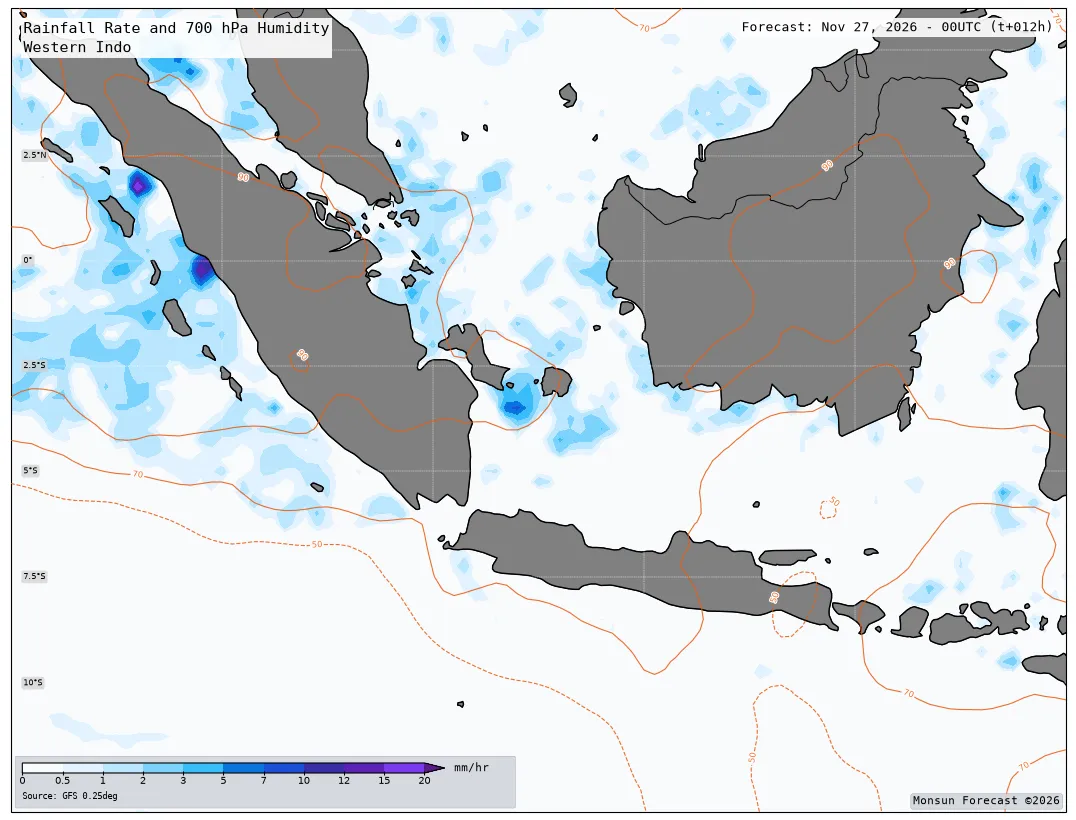 Rainfall Rate and 700 hPa Humidity
Western Indo
Forecast: Nov 27, 2026 - 00UTC (t+012h)
70
70
2.5°N
90
90
0°
90
2.5°S
90
5°S
70
50
50
7.5°S
50
10°S
70
50
70
mm/hr
0 0.5 1 2 3 5 7 10 12 15 20
Source: GFS 0.25deg
Monsun Forecast ©2026